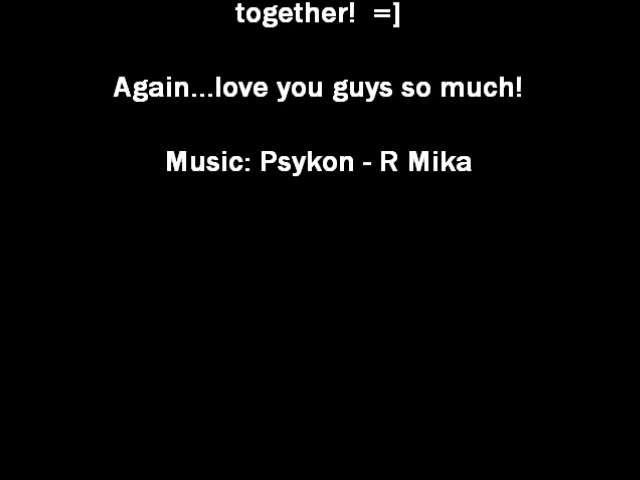 together!  =]
Again...love you guys so much!
Music: Psykon - R Mika